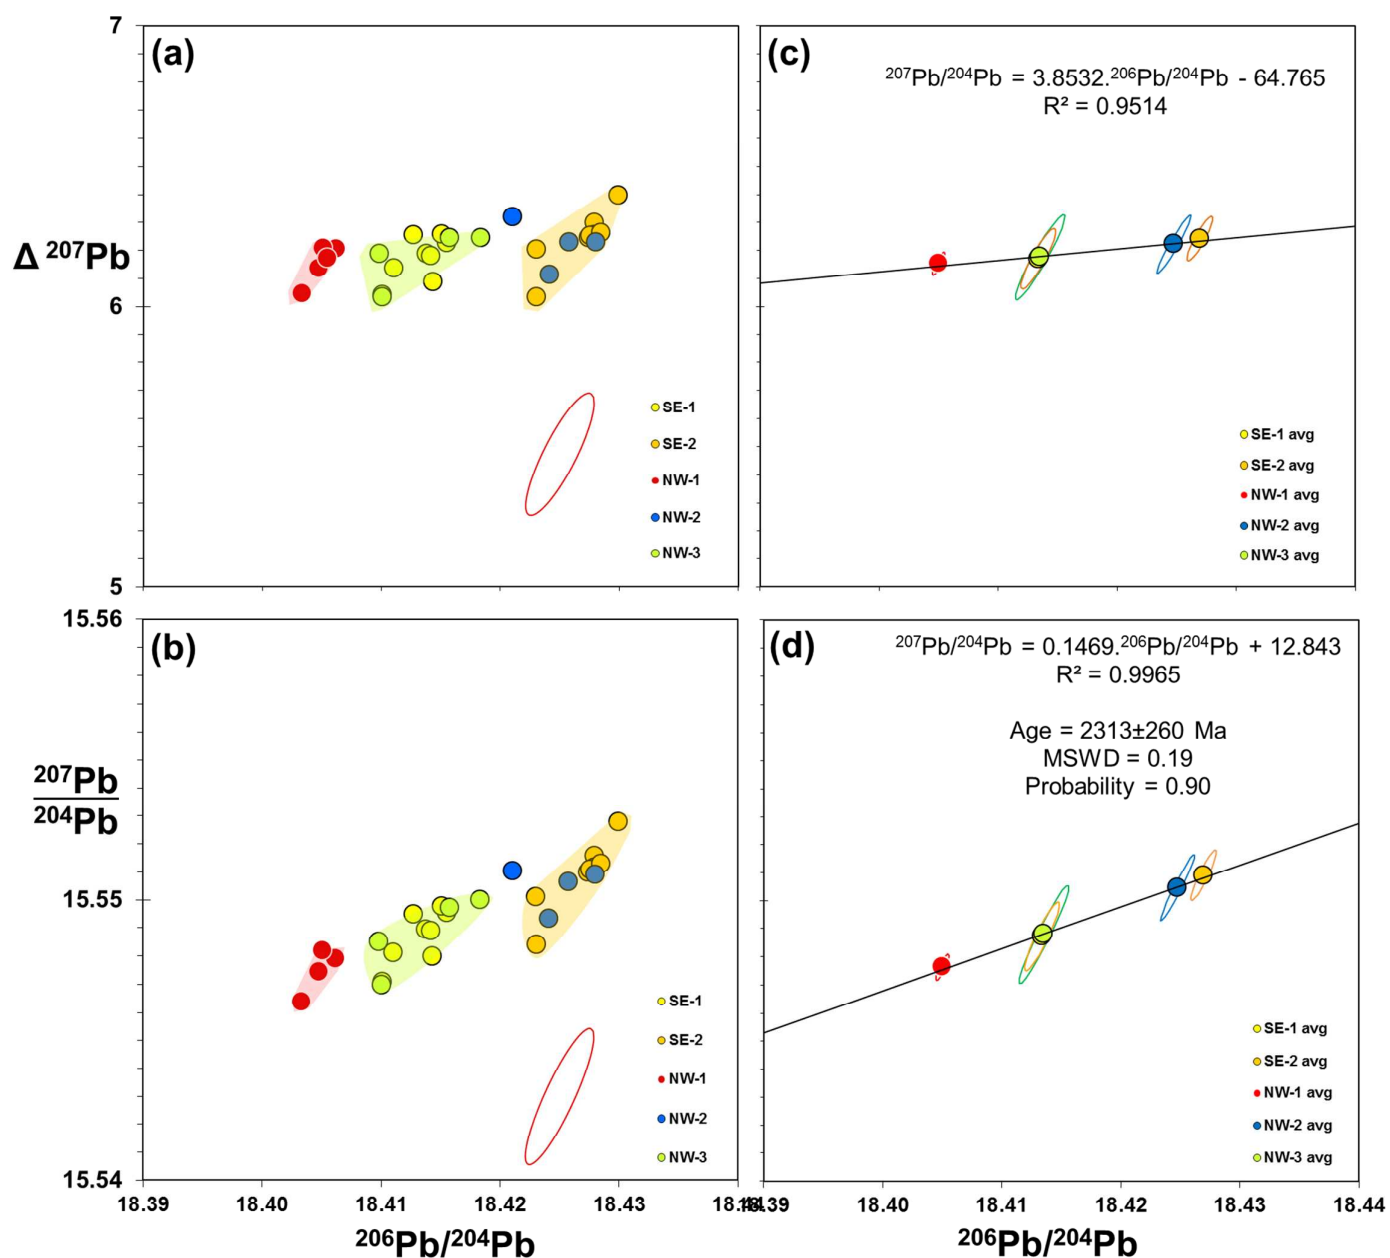 (a)
7
6
5
Δ ²⁰⁷Pb
SE-1
SE-2
NW-1
NW-2
NW-3
(c)
²⁰⁷Pb/²⁰⁴Pb = 3.8532.²⁰⁶Pb/²⁰⁴Pb - 64.765
R² = 0.9514
SE-1 avg
SE-2 avg
NW-1 avg
NW-2 avg
NW-3 avg
(b)
15.56
15.55
15.54
²⁰⁷Pb
²⁰⁴Pb
SE-1
SE-2
NW-1
NW-2
NW-3
18.39 18.40 18.41 18.42 18.43
²⁰⁶Pb/²⁰⁴Pb
(d)
²⁰⁷Pb/²⁰⁴Pb = 0.1469.²⁰⁶Pb/²⁰⁴Pb + 12.843
R² = 0.9965
Age = 2313±260 Ma
MSWD = 0.19
Probability = 0.90
SE-1 avg
SE-2 avg
NW-1 avg
NW-2 avg
NW-3 avg
18.40 18.41 18.42 18.43 18.44
²⁰⁶Pb/²⁰⁴Pb